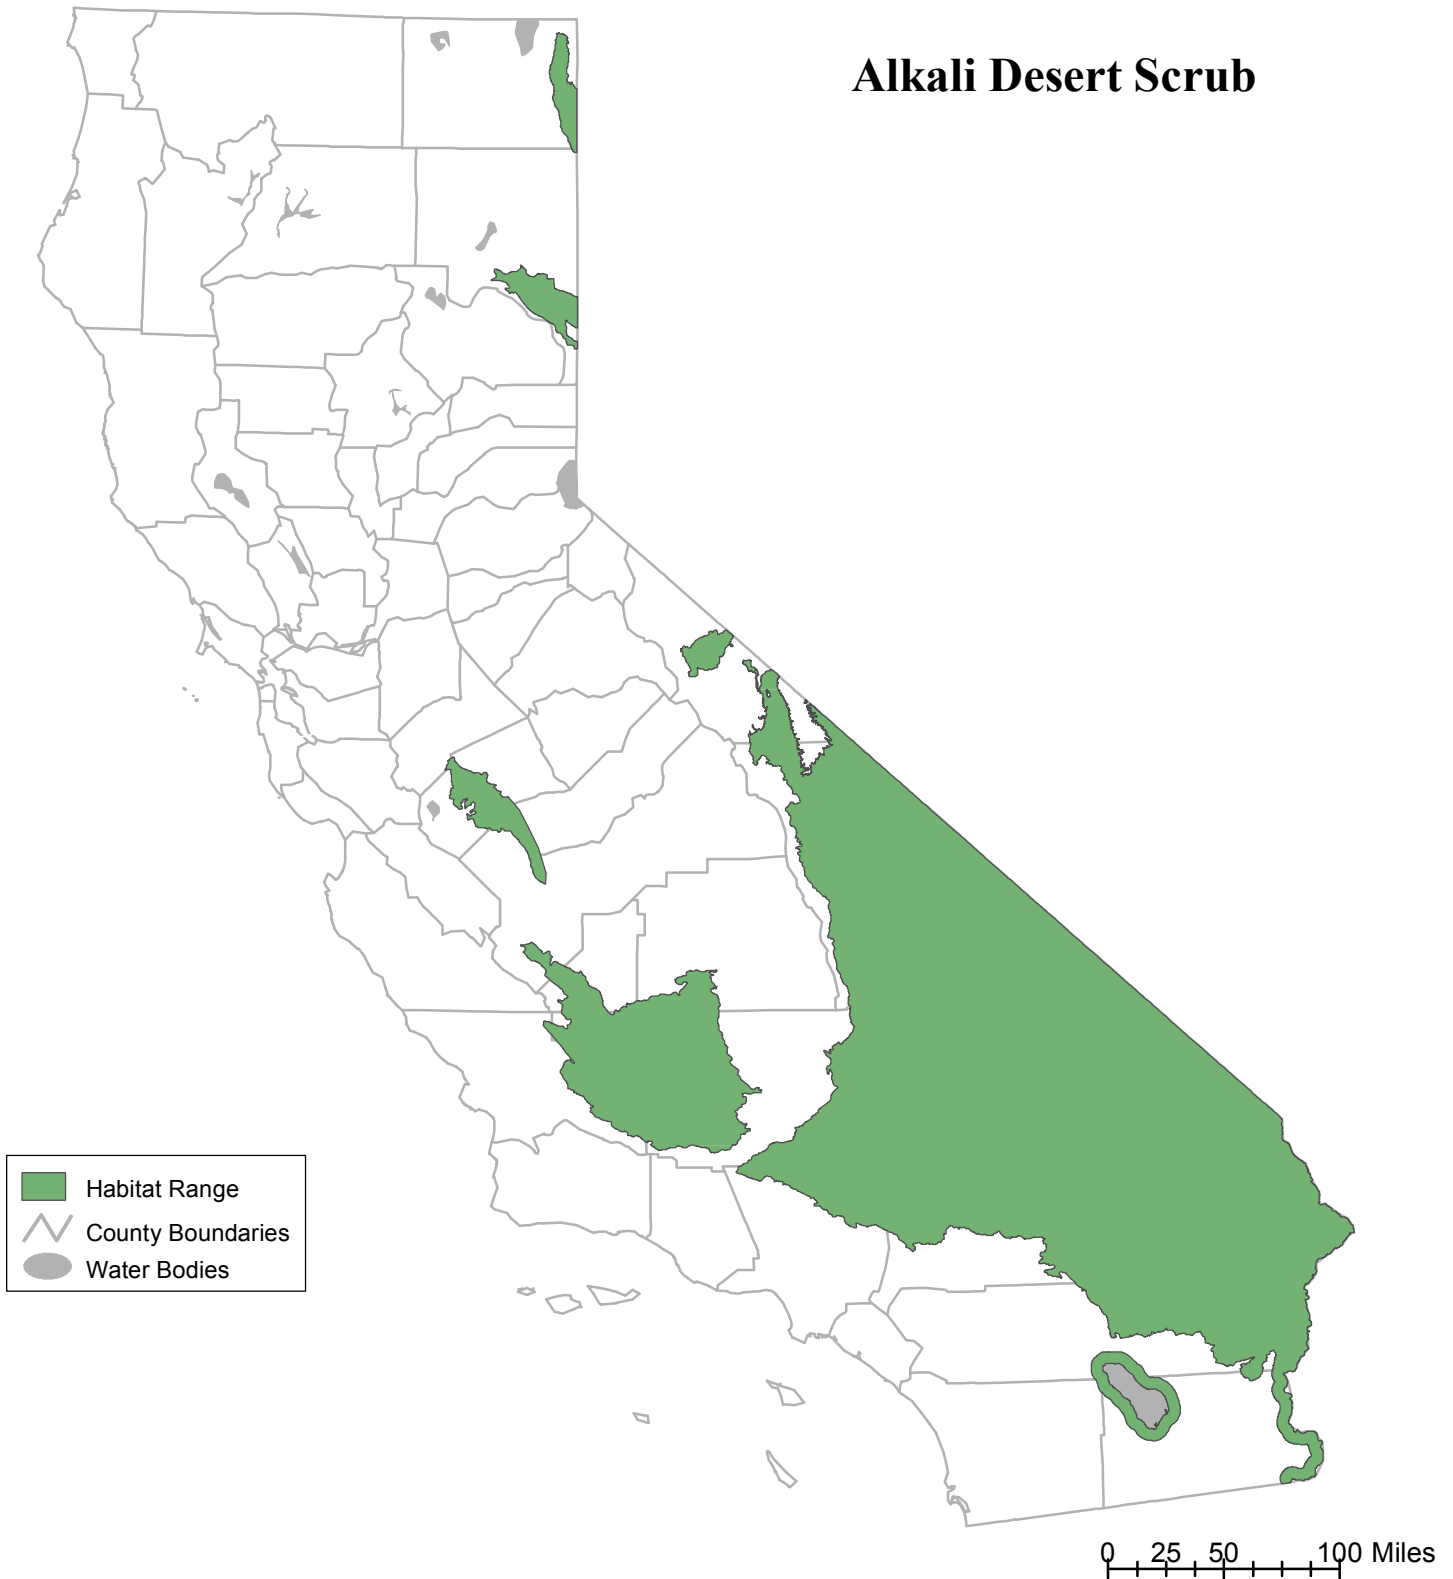 Alkali Desert Scrub
Habitat Range
County Boundaries
Water Bodies
0 25 50 100 Miles